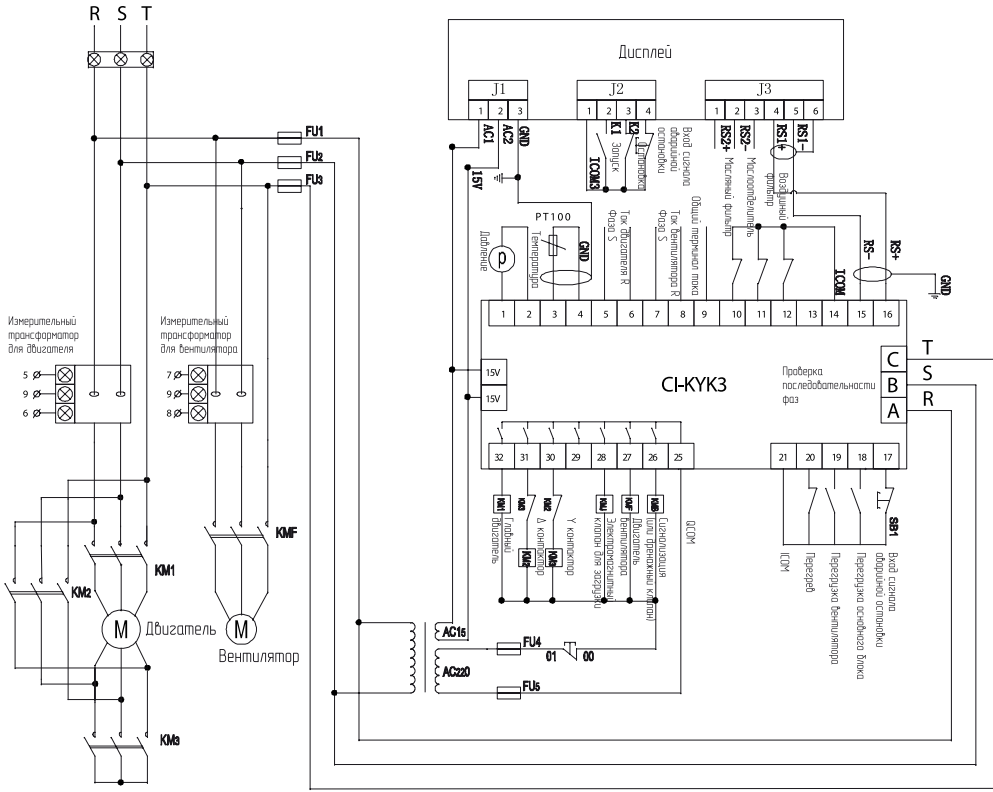 R S T
Дисплей
J1
1 2 3
J2
1 2 3 4
J3
1 2 3 4 5 6
AC1
AC2
GND
ICOM3
K1
Запуск
K2
Остановка
Вход сигнала
аварийной
остановки
RS2+
RS2-
RS1+
RS1-
15V
FU1
FU2
FU3
Давление
P
PT100
Температура
GND
Ток двигателя R
Фаза S
Ток вентилятора R
Фаза S
Общий терминал тока
Масляный фильтр
Маслоотделитель
Воздушный
фильтр
ICOM
RS-
RS+
GND
1 2 3 4 5 6 7 8 9 10 11 12 13 14 15 16
Измерительный
трансформатор
для двигателя
5
9
6
Измерительный
трансформатор
для вентилятора
7
9
8
15V
15V
CI-KYK3
Проверка
последовательности
фаз
C
B
A
T
S
R
32 31 30 29 28 27 26 25
21 20 19 18 17
KM1
Главный
двигатель
KM3
KM2
Δ контактор
KM2
KM3
Y контактор
KM4
Электромагнитный
клапан для загрузки
KMF
Двигатель
вентилятора
KM5
Сигнализация
(или дренажный клапан)
QCOM
ICOM
Перегрев
Перегрузка вентилятора
Перегрузка основного блока
SB1
Вход сигнала
аварийной остановки
KMF
KM1
KM2
M
Двигатель
M
Вентилятор
KM3
AC15
AC220
FU4
01 00
FU5